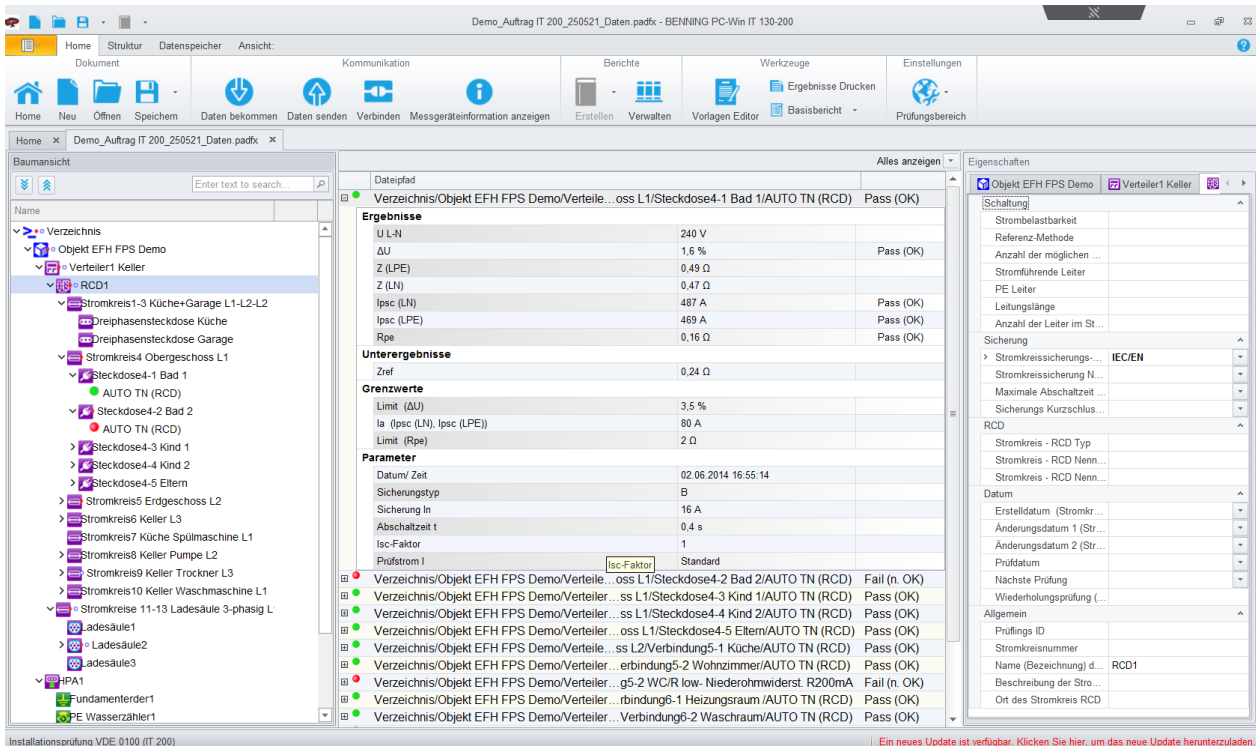 Demo_Auftrag IT 200_250521_Daten.padfx - BENNING PC-Win IT 130-200
Home Struktur Datenspeicher Ansicht:
Dokument Kommunikation Berichte Werkzeuge Einstellungen
Home Neu Öffnen Speichern Daten bekommen Daten senden Verbinden Messgeräteinformation anzeigen Erstellen Verwalten Vorlagen Editor Ergebnisse Drucken Basisbericht Prüfungsbereich
Home Demo_Auftrag IT 200_250521_Daten.padfx
Baumansicht
Enter text to search...
Name
Verzeichnis
Objekt EFH FPS Demo
Verteiler1 Keller
RCD1
Stromkreis1-3 Küche+Garage L1-L2-L2
Dreiphasensteckdose Küche
Dreiphasensteckdose Garage
Stromkreis4 Obergeschoss L1
Steckdose4-1 Bad 1
AUTO TN (RCD)
Steckdose4-2 Bad 2
AUTO TN (RCD)
Steckdose4-3 Kind 1
Steckdose4-4 Kind 2
Steckdose4-5 Eltern
Stromkreis5 Erdgeschoss L2
Stromkreis6 Keller L3
Stromkreis7 Küche Spülmaschine L1
Stromkreis8 Keller Pumpe L2
Stromkreis9 Keller Trockner L3
Stromkreis10 Keller Waschmaschine L1
Stromkreise 11-13 Ladesäule 3-phasig L
Ladesäule1
Ladesäule2
Ladesäule3
HPA1
Fundamenterder1
PE Wasserzähler1
Alles anzeigen
Dateipfad
Verzeichnis/Objekt EFH FPS Demo/Verteile...oss L1/Steckdose4-1 Bad 1/AUTO TN (RCD) Pass (OK)
Ergebnisse
U L-N 240 V
ΔU 1,6 % Pass (OK)
Z (LPE) 0,49 Ω
Z (LN) 0,47 Ω
Ipsc (LN) 487 A Pass (OK)
Ipsc (LPE) 469 A Pass (OK)
Rpe 0,16 Ω Pass (OK)
Unterergebnisse
Zref 0,24 Ω
Grenzwerte
Limit (ΔU) 3,5 %
Ia (Ipsc (LN), Ipsc (LPE)) 80 A
Limit (Rpe) 2 Ω
Parameter
Datum/ Zeit 02.06.2014 16:55:14
Sicherungstyp B
Sicherung In 16 A
Abschaltzeit t 0,4 s
Isc-Faktor 1
Prüfstrom I Standard
Isc-Faktor
Verzeichnis/Objekt EFH FPS Demo/Verteile...oss L1/Steckdose4-2 Bad 2/AUTO TN (RCD) Fail (n. OK)
Verzeichnis/Objekt EFH FPS Demo/Verteiler...ss L1/Steckdose4-3 Kind 1/AUTO TN (RCD) Pass (OK)
Verzeichnis/Objekt EFH FPS Demo/Verteiler...ss L1/Steckdose4-4 Kind 2/AUTO TN (RCD) Pass (OK)
Verzeichnis/Objekt EFH FPS Demo/Verteiler...oss L1/Steckdose4-5 Eltern/AUTO TN (RCD) Pass (OK)
Verzeichnis/Objekt EFH FPS Demo/Verteile...ss L2/Verbindung5-1 Küche/AUTO TN (RCD) Pass (OK)
Verzeichnis/Objekt EFH FPS Demo/Verteiler...erbindung5-2 Wohnzimmer/AUTO TN (RCD) Pass (OK)
Verzeichnis/Objekt EFH FPS Demo/Verteiler...g5-2 WC/R low- Niederohmwiderst. R200mA Fail (n. OK)
Verzeichnis/Objekt EFH FPS Demo/Verteiler...rbindung6-1 Heizungsraum /AUTO TN (RCD) Pass (OK)
Verzeichnis/Objekt EFH FPS Demo/Verteiler...Verbindung6-2 Waschraum/AUTO TN (RCD) Pass (OK)
Eigenschaften
Objekt EFH FPS Demo Verteiler1 Keller
Schaltung
Strombelastbarkeit
Referenz-Methode
Anzahl der möglichen ...
Stromführende Leiter
PE Leiter
Leitungslänge
Anzahl der Leiter im St...
Sicherung
Stromkreissicherungs-... IEC/EN
Stromkreissicherung N...
Maximale Abschaltzeit ...
Sicherungs Kurzschlus...
RCD
Stromkreis - RCD Typ
Stromkreis - RCD Nenn...
Stromkreis - RCD Nenn...
Datum
Erstelldatum (Stromkr...
Änderungsdatum 1 (Str...
Änderungsdatum 2 (Str...
Prüfdatum
Nächste Prüfung
Wiederholungsprüfung (...
Allgemein
Prüflings ID
Stromkreisnummer
Name (Bezeichnung) d... RCD1
Beschreibung der Stro...
Ort des Stromkreis RCD
Installationsprüfung VDE 0100 (IT 200)
Ein neues Update ist verfügbar. Klicken Sie hier, um das neue Update herunterzuladen